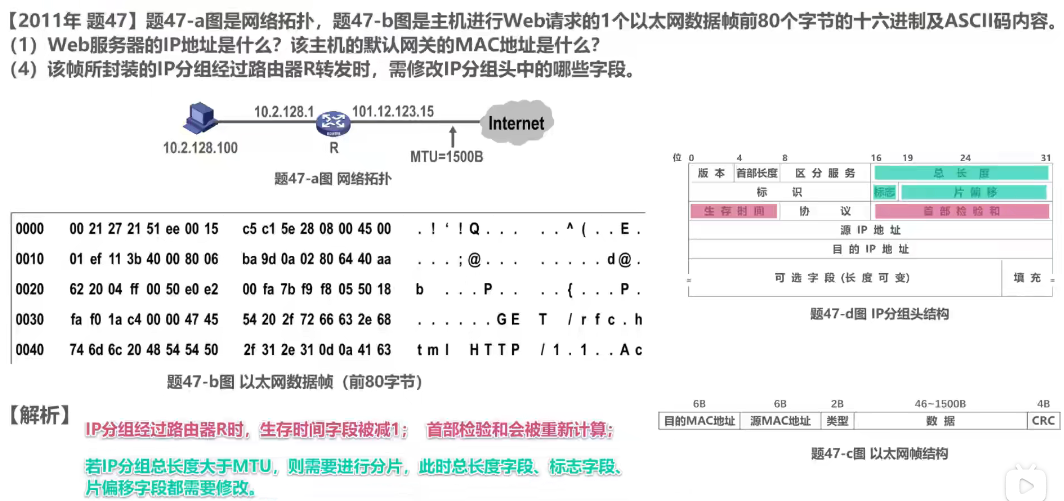 【2011年 题47】题47-a图是网络拓扑，题47-b图是主机进行Web请求的1个以太网数据帧前80个字节的十六进制及ASCII码内容。
（1）Web服务器的IP地址是什么？该主机的默认网关的MAC地址是什么？
（4）该帧所封装的IP分组经过路由器R转发时，需修改IP分组头中的哪些字段。
10.2.128.1 101.12.123.15
Internet
10.2.128.100 R MTU=1500B
题47-a图 网络拓扑
0000 00 21 27 21 51 ee 00 15 c5 c1 5e 28 08 00 45 00 . ! ‘ ! Q . . . . . ^ ( . . E .
0010 01 ef 11 3b 40 00 80 06 ba 9d 0a 02 80 64 40 aa . . . ; @ . . . . . . . . d @ .
0020 62 20 04 ff 00 50 e0 e2 00 fa 7b f9 f8 05 50 18 b . . . P . . . . { . . . P .
0030 fa f0 1a c4 00 00 47 45 54 20 2f 72 66 63 2e 68 . . . . . . G E T / r f c . h
0040 74 6d 6c 20 48 54 54 50 2f 31 2e 31 0d 0a 41 63 t m l H T T P / 1 . 1 . . A c
题47-b图 以太网数据帧（前80字节）
位 0 4 8 16 19 24 31
版 本 首部长度 区 分 服 务 总 长 度
标 识 标志 片 偏 移
生 存 时 间 协 议 首 部 检 验 和
源 IP 地 址
目 的 IP 地 址
可 选 字 段 (长 度 可 变) 填 充
题47-d图 IP分组头结构
6B 6B 2B 46~1500B 4B
目的MAC地址 源MAC地址 类型 数 据 CRC
题47-c图 以太网帧结构
【解析】
IP分组经过路由器R时，生存时间字段被减1； 首部检验和会被重新计算；
若IP分组总长度大于MTU，则需要进行分片，此时总长度字段、标志字段、
片偏移字段都需要修改。